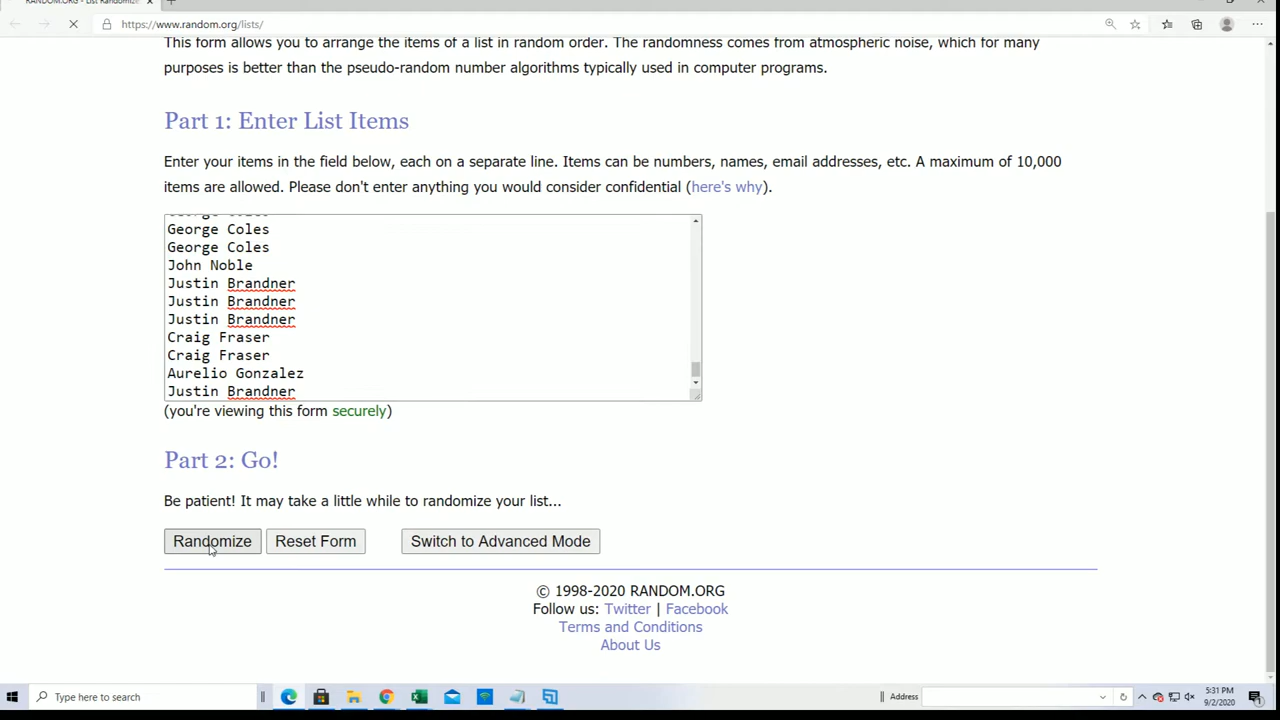 RANDOM.ORG - List Randomize
https://www.random.org/lists/
This form allows you to arrange the items of a list in random order. The randomness comes from atmospheric noise, which for many
purposes is better than the pseudo-random number algorithms typically used in computer programs.
Part 1: Enter List Items
Enter your items in the field below, each on a separate line. Items can be numbers, names, email addresses, etc. A maximum of 10,000
items are allowed. Please don't enter anything you would consider confidential (here's why).
George Coles
George Coles
George Coles
John Noble
Justin Brandner
Justin Brandner
Justin Brandner
Craig Fraser
Craig Fraser
Aurelio Gonzalez
Justin Brandner
(you're viewing this form securely)
Part 2: Go!
Be patient! It may take a little while to randomize your list...
Randomize Reset Form Switch to Advanced Mode
© 1998-2020 RANDOM.ORG
Follow us: Twitter | Facebook
Terms and Conditions
About Us
Type here to search Address 5:31 PM
9/2/2020